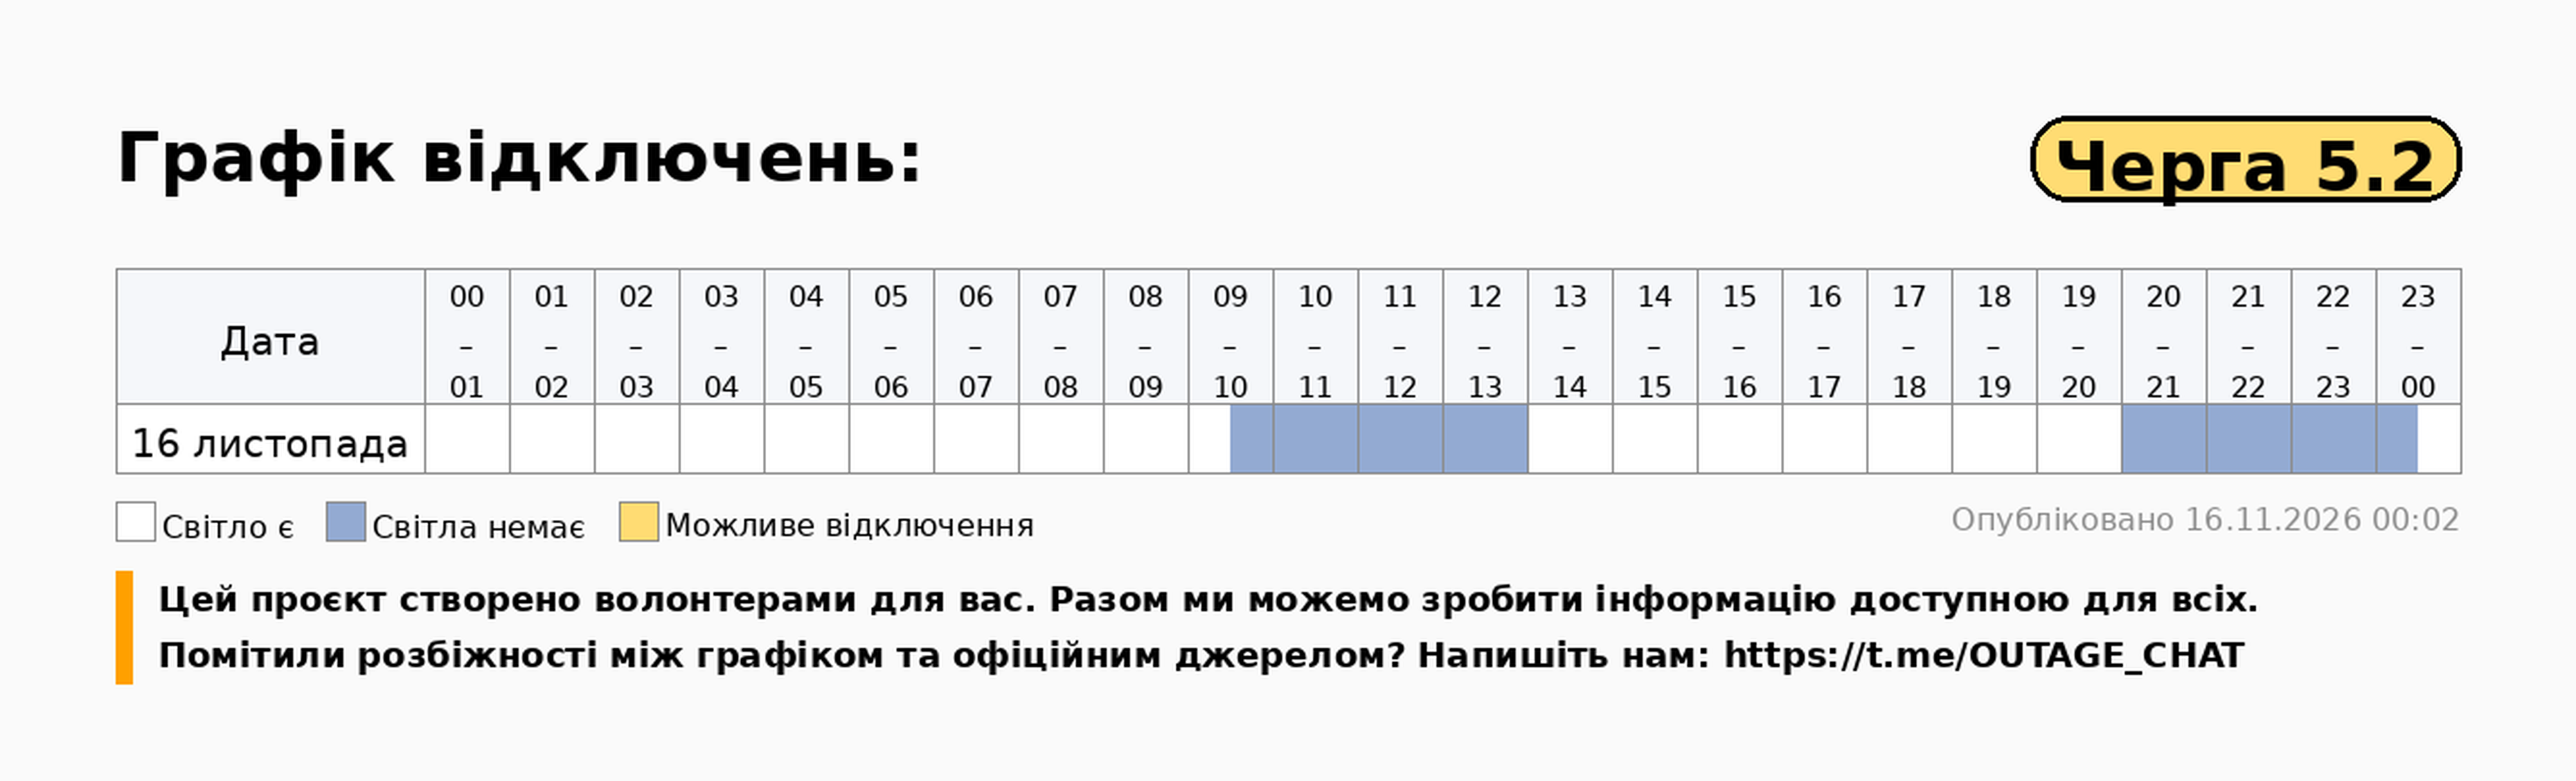 Графік відключень:
Черга 5.2
Дата
00 – 01
01 – 02
02 – 03
03 – 04
04 – 05
05 – 06
06 – 07
07 – 08
08 – 09
09 – 10
10 – 11
11 – 12
12 – 13
13 – 14
14 – 15
15 – 16
16 – 17
17 – 18
18 – 19
19 – 20
20 – 21
21 – 22
22 – 23
23 – 00
16 листопада
Світло є
Світла немає
Можливе відключення
Опубліковано 16.11.2026 00:02
Цей проєкт створено волонтерами для вас. Разом ми можемо зробити інформацію доступною для всіх.
Помітили розбіжності між графіком та офіційним джерелом? Напишіть нам: https://t.me/OUTAGE_CHAT